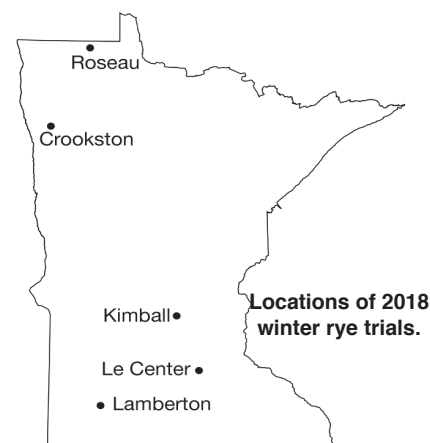 Roseau
Crookston
Locations of 2018
winter rye trials.
Kimball
Le Center
Lamberton